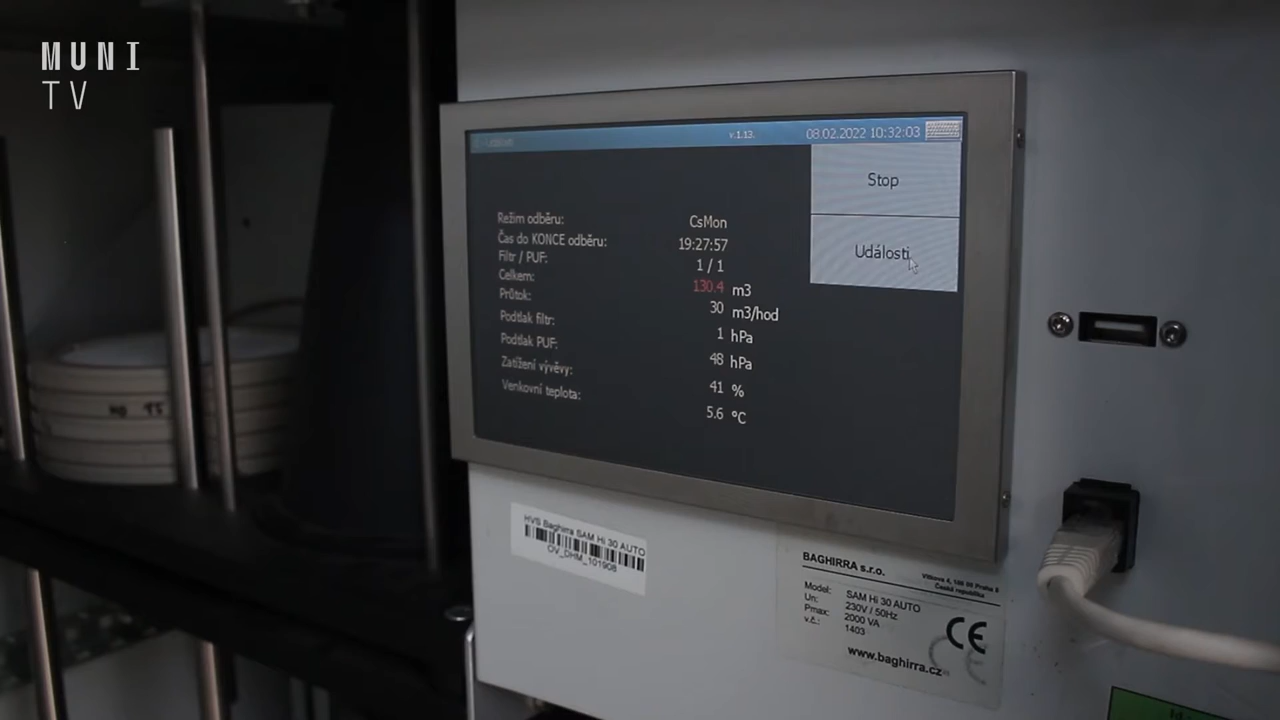 MUNI
TV
Události
v.1.13.
08.02.2022 10:32:03
Stop
Události
Režim odběru: CsMon
Čas do KONCE odběru: 19:27:57
Filtr / PUF: 1 / 1
Celkem: 130.4 m3
Průtok: 30 m3/hod
Podtlak filtr: 1 hPa
Podtlak PUF: 48 hPa
Zatížení vývěvy: 41 %
Venkovní teplota: 5.6 °C
HVS Baghirra SAM Hi 30 AUTO
OV_DHM_101908
BAGHIRRA s.r.o.
Česká republika
Model: SAM Hi 30 AUTO
Un: 230V / 50Hz
Pmax: 2000 VA
v.č.: 1403
CE
www.baghirra.cz